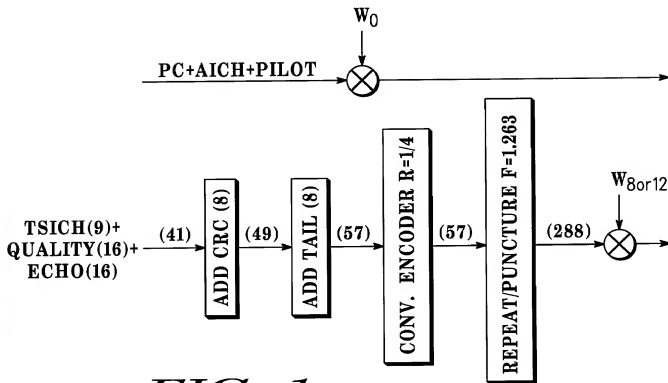 W0
PC+AICH+PILOT
TSICH(9)+
QUALITY(16)+
ECHO(16)
(41)
ADD CRC (8)
(49)
ADD TAIL (8)
(57)
CONV. ENCODER R=1/4
(57)
REPEAT/PUNCTURE F=1.263
(288)
W8or12
FIG. 1